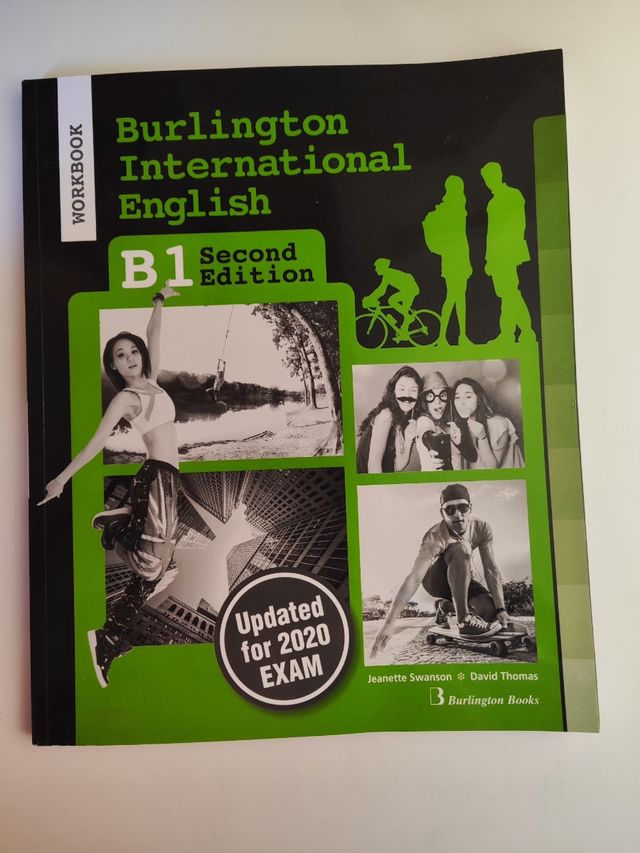 WORKBOOK
Burlington
International
English
B1 Second
Edition
Updated
for 2020
EXAM
Jeanette Swanson * David Thomas
B Burlington Books